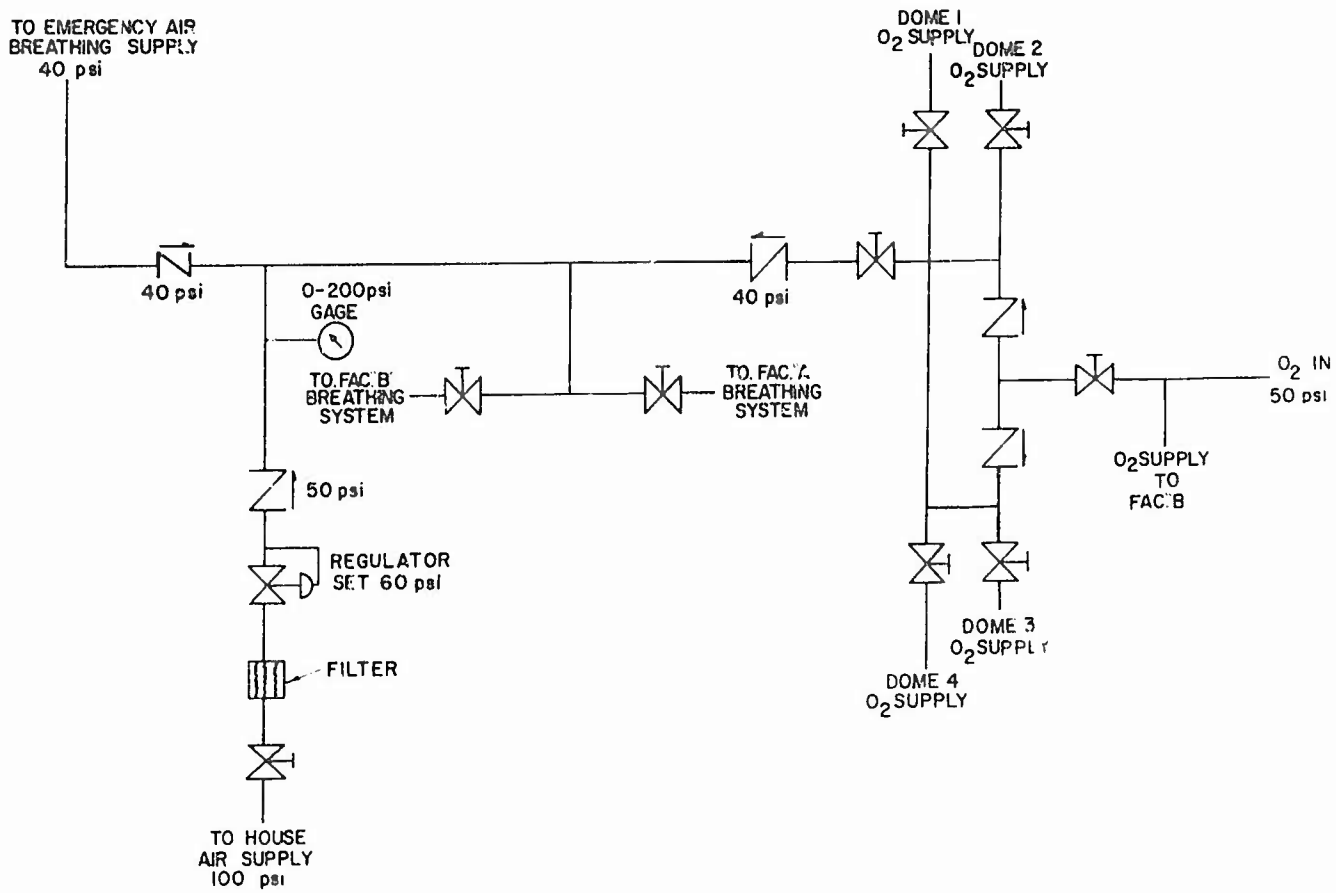 TO EMERGENCY AIR
BREATHING SUPPLY
40 psi
DOME 1
O2 SUPPLY
DOME 2
O2 SUPPLY
40 psi
0-200psi
GAGE
40 psi
TO FAC. B
BREATHING
SYSTEM
TO FAC. A
BREATHING
SYSTEM
O2 IN
50 psi
O2 SUPPLY
TO
FAC. B
50 psi
REGULATOR
SET 60 psi
FILTER
DOME 3
O2 SUPPLY
DOME 4
O2 SUPPLY
TO HOUSE
AIR SUPPLY
100 psi